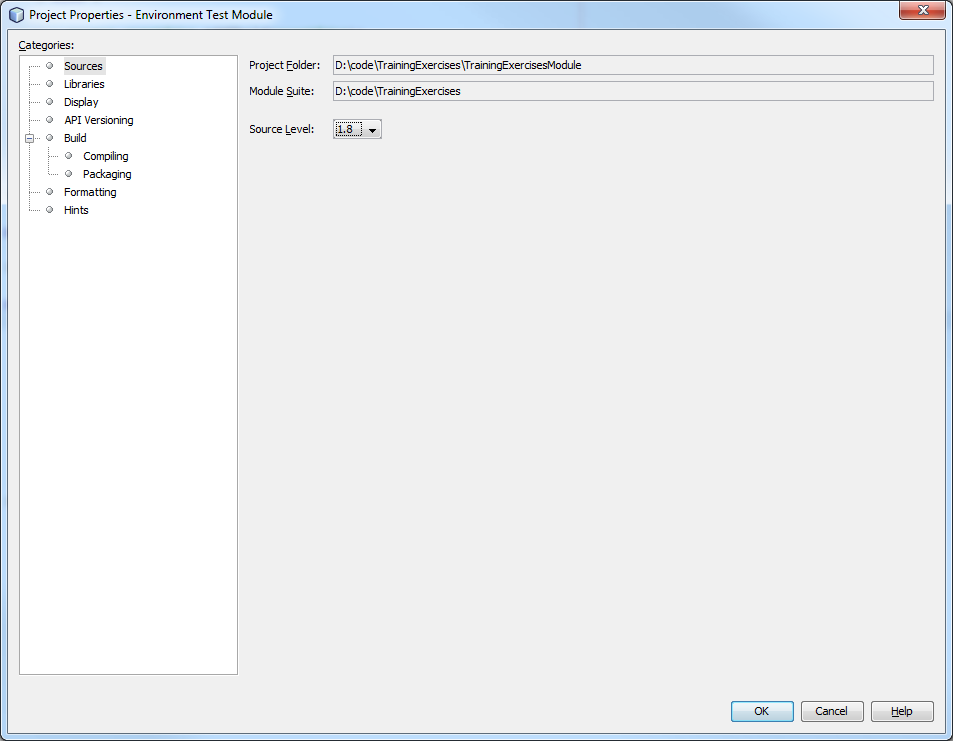 Project Properties - Environment Test Module
Categories:
Sources
Libraries
Display
API Versioning
Build
Compiling
Packaging
Formatting
Hints
Project Folder: D:\code\TrainingExercises\TrainingExercisesModule
Module Suite: D:\code\TrainingExercises
Source Level: 1.8
OK Cancel Help